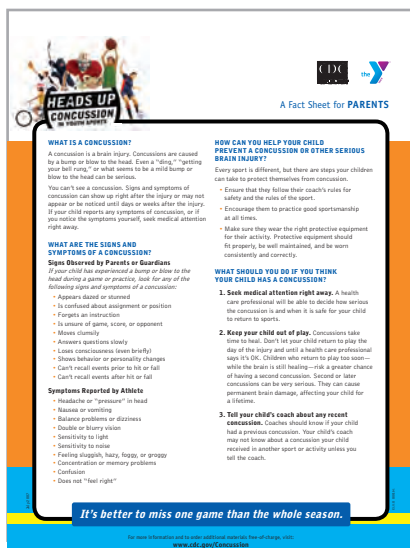 CDC
the Y
HEADS UP
CONCUSSION
IN YOUTH SPORTS
A Fact Sheet for PARENTS
WHAT IS A CONCUSSION?
A concussion is a brain injury. Concussions are caused
by a bump or blow to the head. Even a “ding,” “getting
your bell rung,” or what seems to be a mild bump or
blow to the head can be serious.
You can’t see a concussion. Signs and symptoms of
concussion can show up right after the injury or may not
appear or be noticed until days or weeks after the injury.
If your child reports any symptoms of concussion, or if
you notice the symptoms yourself, seek medical attention
right away.
WHAT ARE THE SIGNS AND
SYMPTOMS OF A CONCUSSION?
Signs Observed by Parents or Guardians
If your child has experienced a bump or blow to the
head during a game or practice, look for any of the
following signs and symptoms of a concussion:
• Appears dazed or stunned
• Is confused about assignment or position
• Forgets an instruction
• Is unsure of game, score, or opponent
• Moves clumsily
• Answers questions slowly
• Loses consciousness (even briefly)
• Shows behavior or personality changes
• Can’t recall events prior to hit or fall
• Can’t recall events after hit or fall
Symptoms Reported by Athlete
• Headache or “pressure” in head
• Nausea or vomiting
• Balance problems or dizziness
• Double or blurry vision
• Sensitivity to light
• Sensitivity to noise
• Feeling sluggish, hazy, foggy, or groggy
• Concentration or memory problems
• Confusion
• Does not “feel right”
HOW CAN YOU HELP YOUR CHILD
PREVENT A CONCUSSION OR OTHER SERIOUS
BRAIN INJURY?
Every sport is different, but there are steps your children
can take to protect themselves from concussion.
• Ensure that they follow their coach’s rules for
safety and the rules of the sport.
• Encourage them to practice good sportsmanship
at all times.
• Make sure they wear the right protective equipment
for their activity. Protective equipment should
fit properly, be well maintained, and be worn
consistently and correctly.
WHAT SHOULD YOU DO IF YOU THINK
YOUR CHILD HAS A CONCUSSION?
1. Seek medical attention right away. A health
care professional will be able to decide how serious
the concussion is and when it is safe for your child
to return to sports.
2. Keep your child out of play. Concussions take
time to heal. Don’t let your child return to play the
day of the injury and until a health care professional
says it’s OK. Children who return to play too soon—
while the brain is still healing—risk a greater chance
of having a second concussion. Second or later
concussions can be very serious. They can cause
permanent brain damage, affecting your child for
a lifetime.
3. Tell your child’s coach about any recent
concussion. Coaches should know if your child
had a previous concussion. Your child’s coach
may not know about a concussion your child
received in another sport or activity unless you
tell the coach.
It’s better to miss one game than the whole season.
For more information and to order additional materials free-of-charge, visit:
www.cdc.gov/Concussion